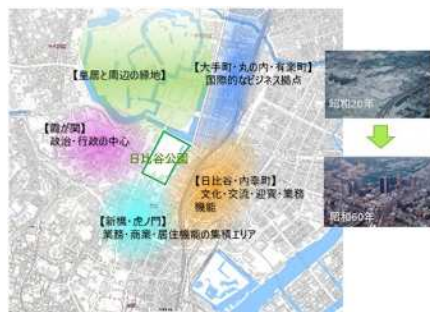 【皇居と周辺の緑地】
【大手町・丸の内・有楽町】
国際的なビジネス拠点
【霞が関】
政治・行政の中心
日比谷公園
【日比谷・内幸町】
文化・交流・迎賓・業務
機能
【新橋・虎ノ門】
業務・商業・居住機能の集積エリア
昭和20年
昭和60年